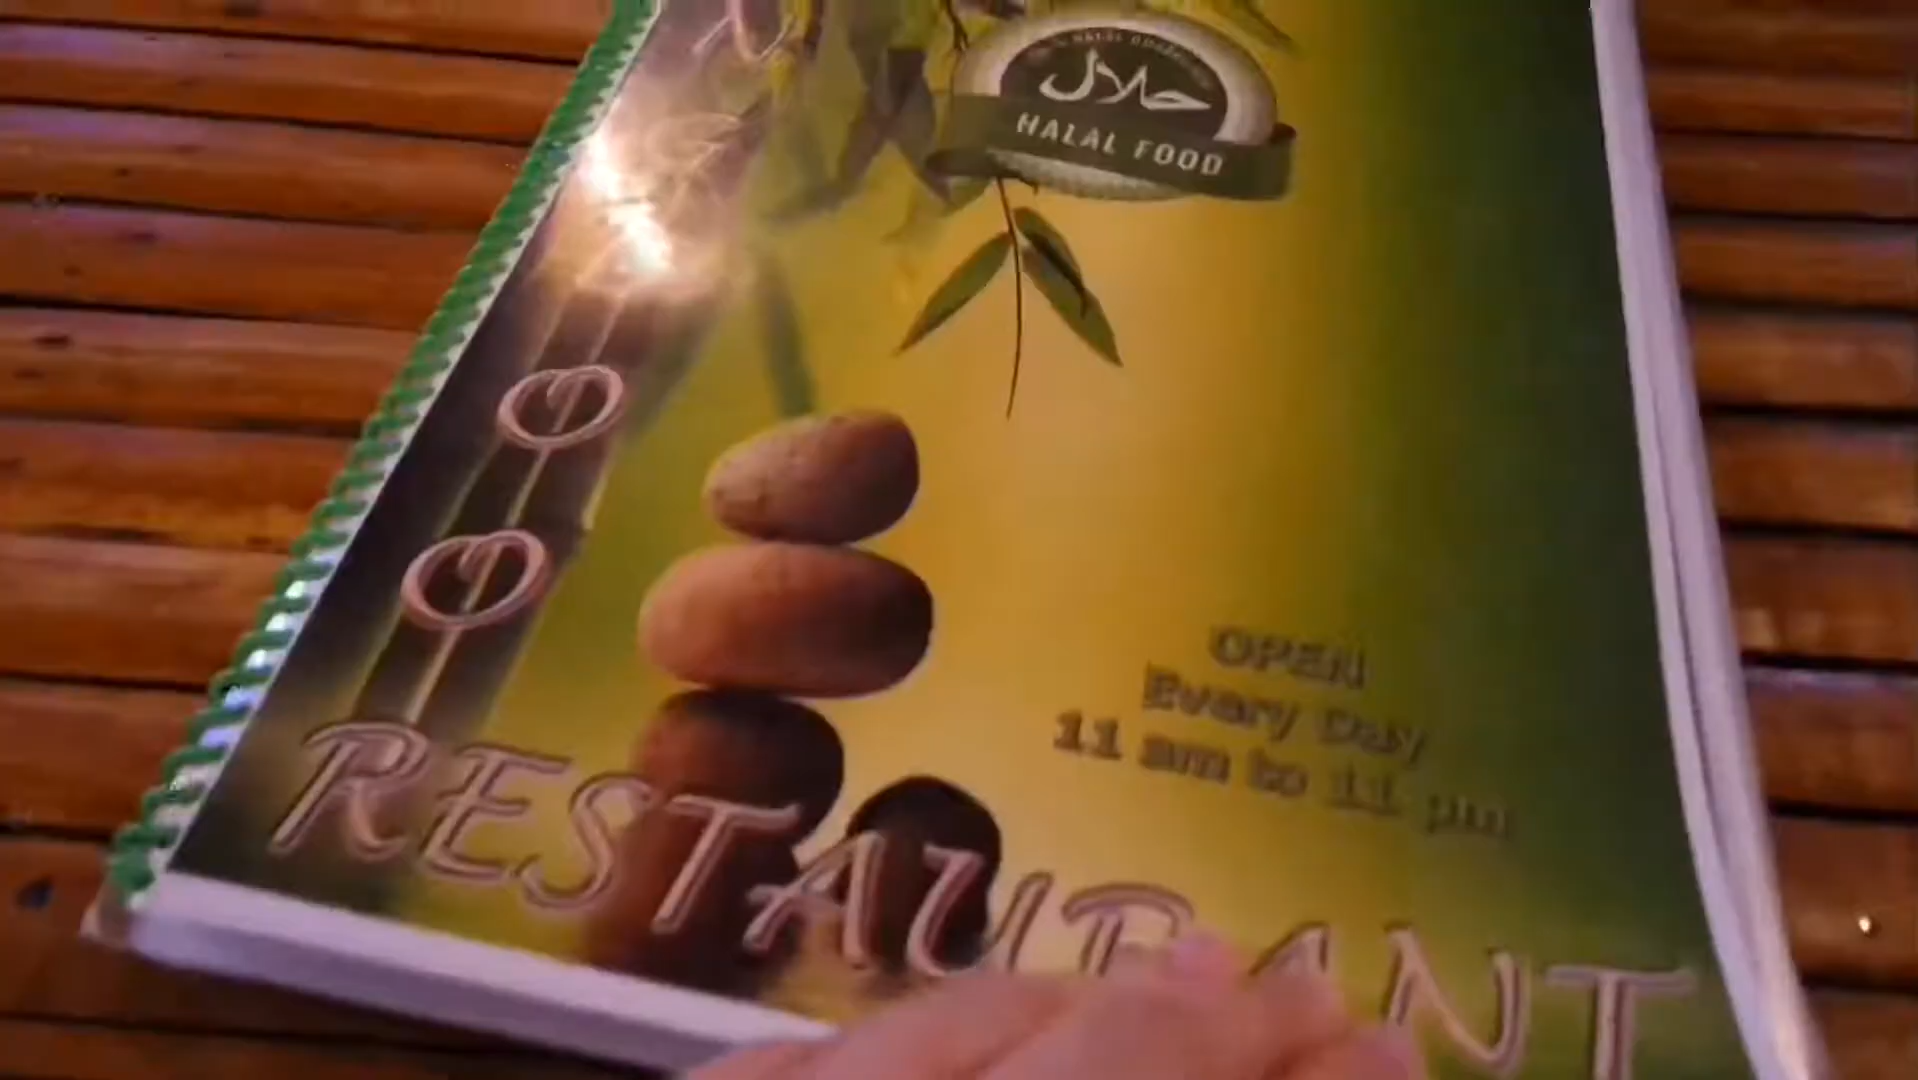 حلال
HALAL FOOD
O
O
OPEN
Every Day
11 am to 11 pm
RESTAURANT